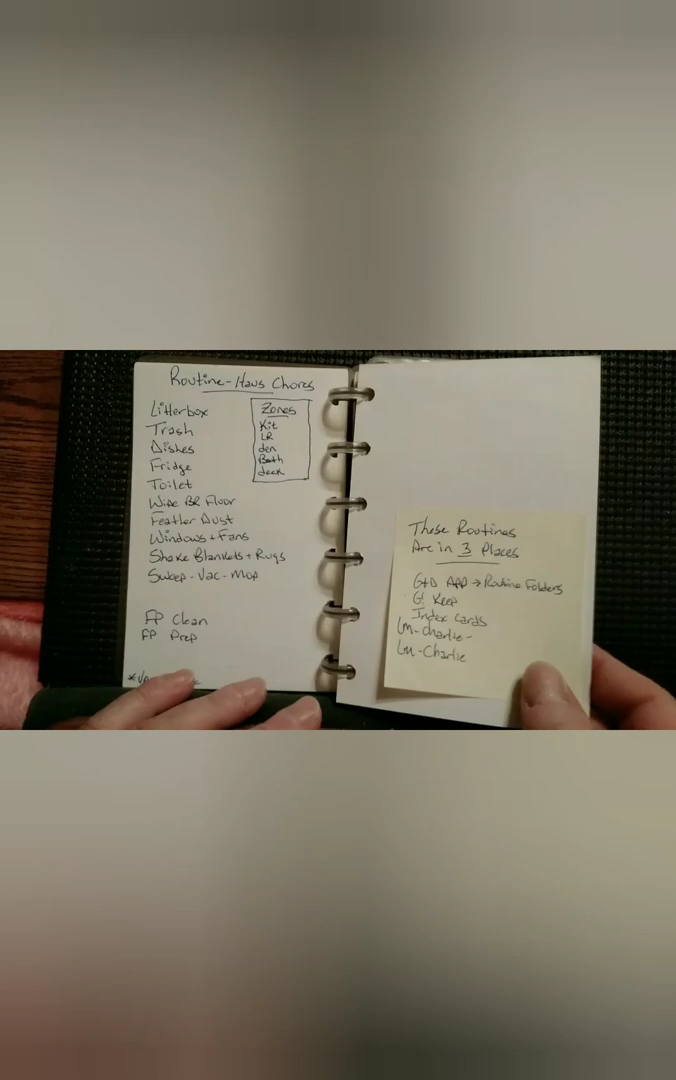 Routine-Haus Chores
Litterbox
Trash
Dishes
Fridge
Toilet
Wipe BR Floor
Feather Dust
Windows + Fans
Shake Blankets + Rugs
Sweep-Vac-Mop
FP Clean
FP Prep
Zones
Kit
LR
den
Bath
deck
These Routines
Are in 3 Places
GtD App → Routine Folders
G! Keep
Index Cards
Lm-Charlie-
Lm-Charlie